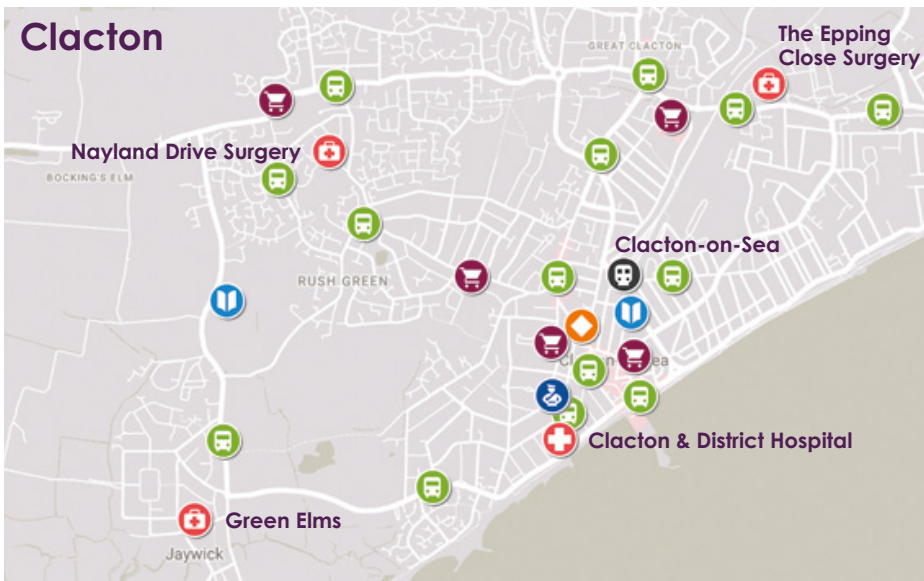 Clacton
The Epping
Close Surgery
GREAT CLACTON
Nayland Drive Surgery
BOCKING'S ELM
Clacton-on-Sea
RUSH GREEN
Clacton & District Hospital
Green Elms
Jaywick